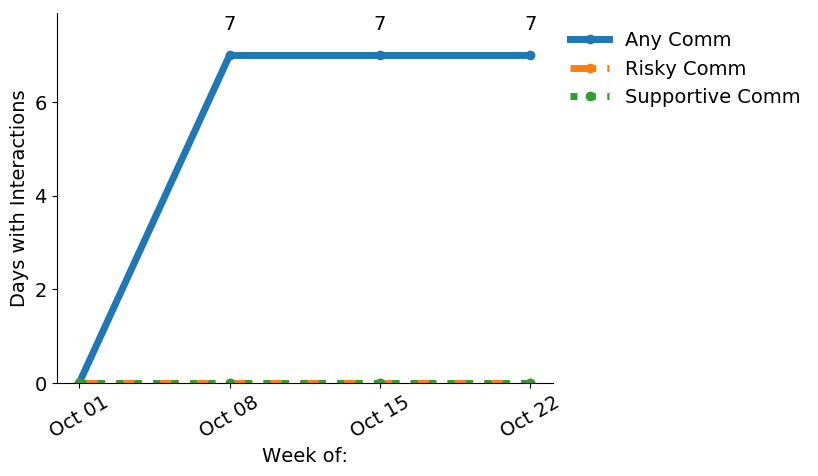 7 7 7
Any Comm
Risky Comm
Supportive Comm
Days with Interactions
6
4
2
0
Oct 01 Oct 08 Oct 15 Oct 22
Week of: